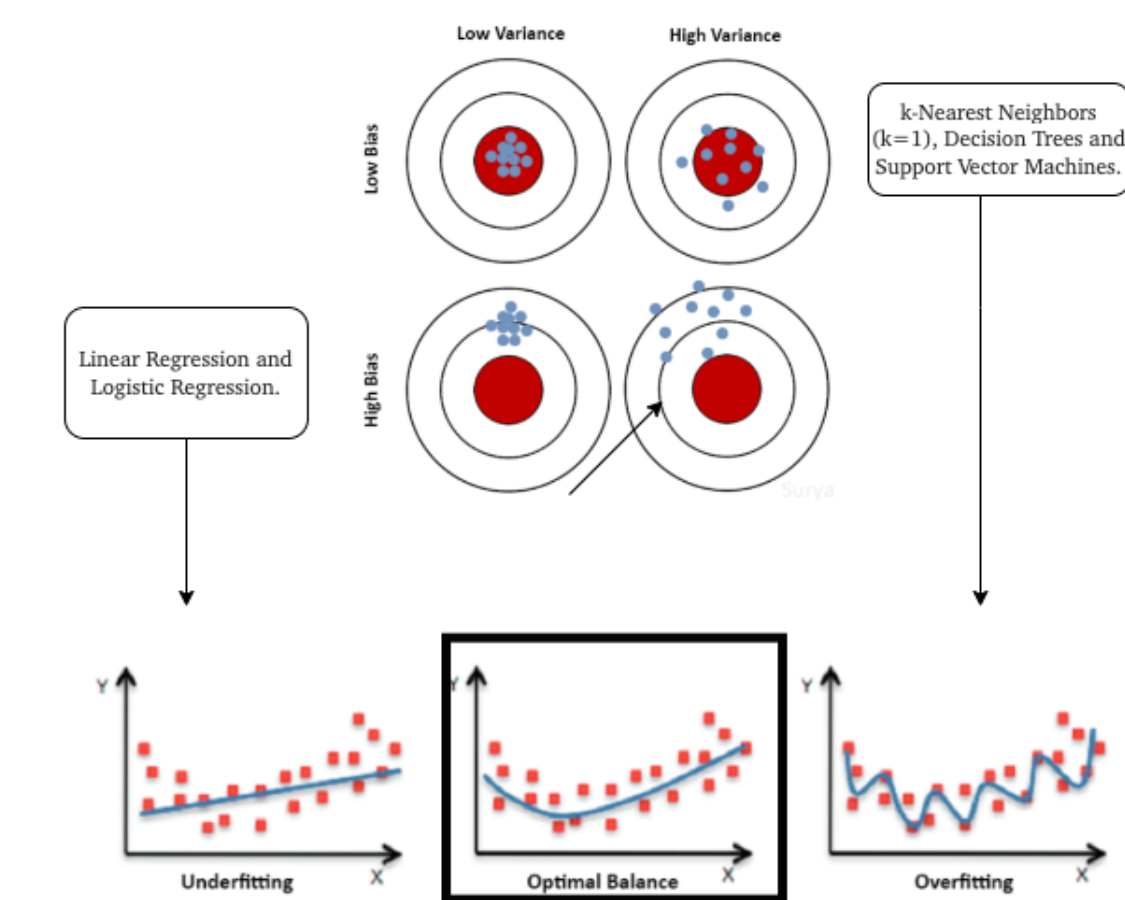 Low Variance
High Variance
Low Bias
k-Nearest Neighbors
(k=1), Decision Trees and
Support Vector Machines.
Linear Regression and
Logistic Regression.
High Bias
Surya
Y
X
Underfitting
Y
X
Optimal Balance
Y
X
Overfitting